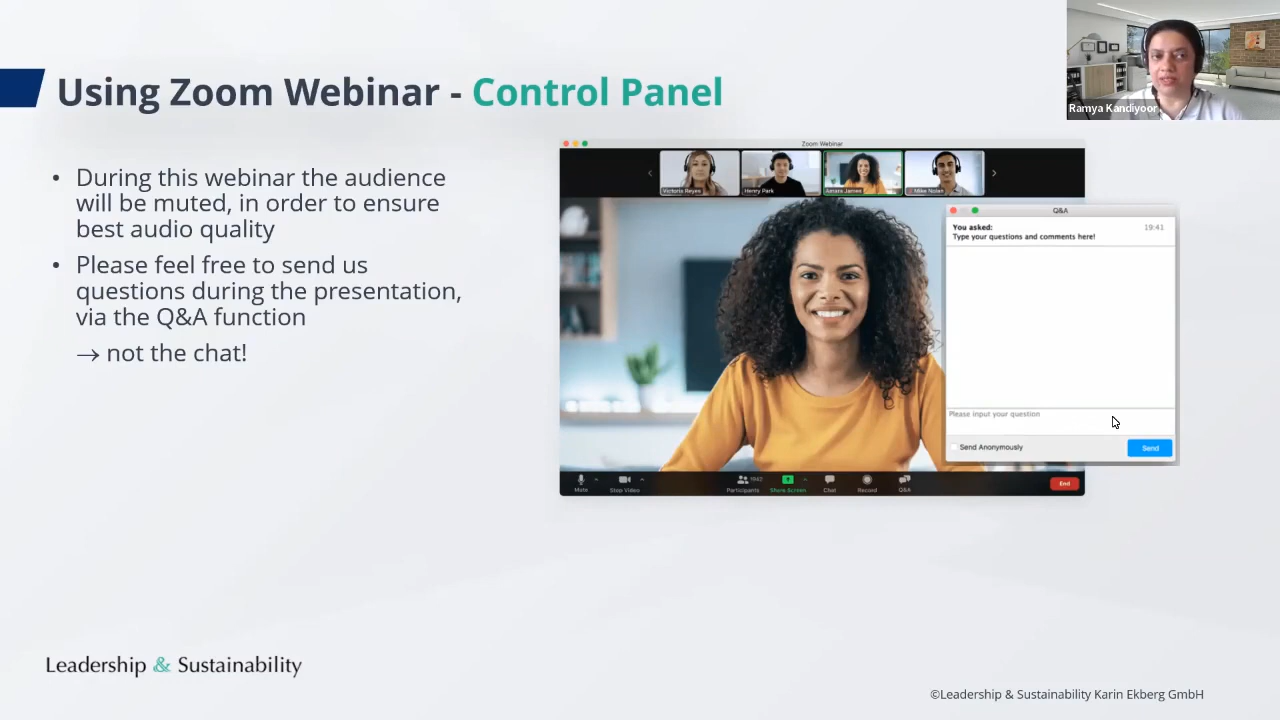 Using Zoom Webinar - Control Panel
Ramya Kandiyoor
• During this webinar the audience
will be muted, in order to ensure
best audio quality
• Please feel free to send us
questions during the presentation,
via the Q&A function
→ not the chat!
Zoom Webinar
Victoria Reyes
Henry Park
Amara James
Mike Nolan
Q&A
You asked:
19:41
Type your questions and comments here!
Please input your question
Send Anonymously
Send
Mute
Stop Video
Participants
1942
Share Screen
Chat
Record
Q&A
End
Leadership & Sustainability
©Leadership & Sustainability Karin Ekberg GmbH